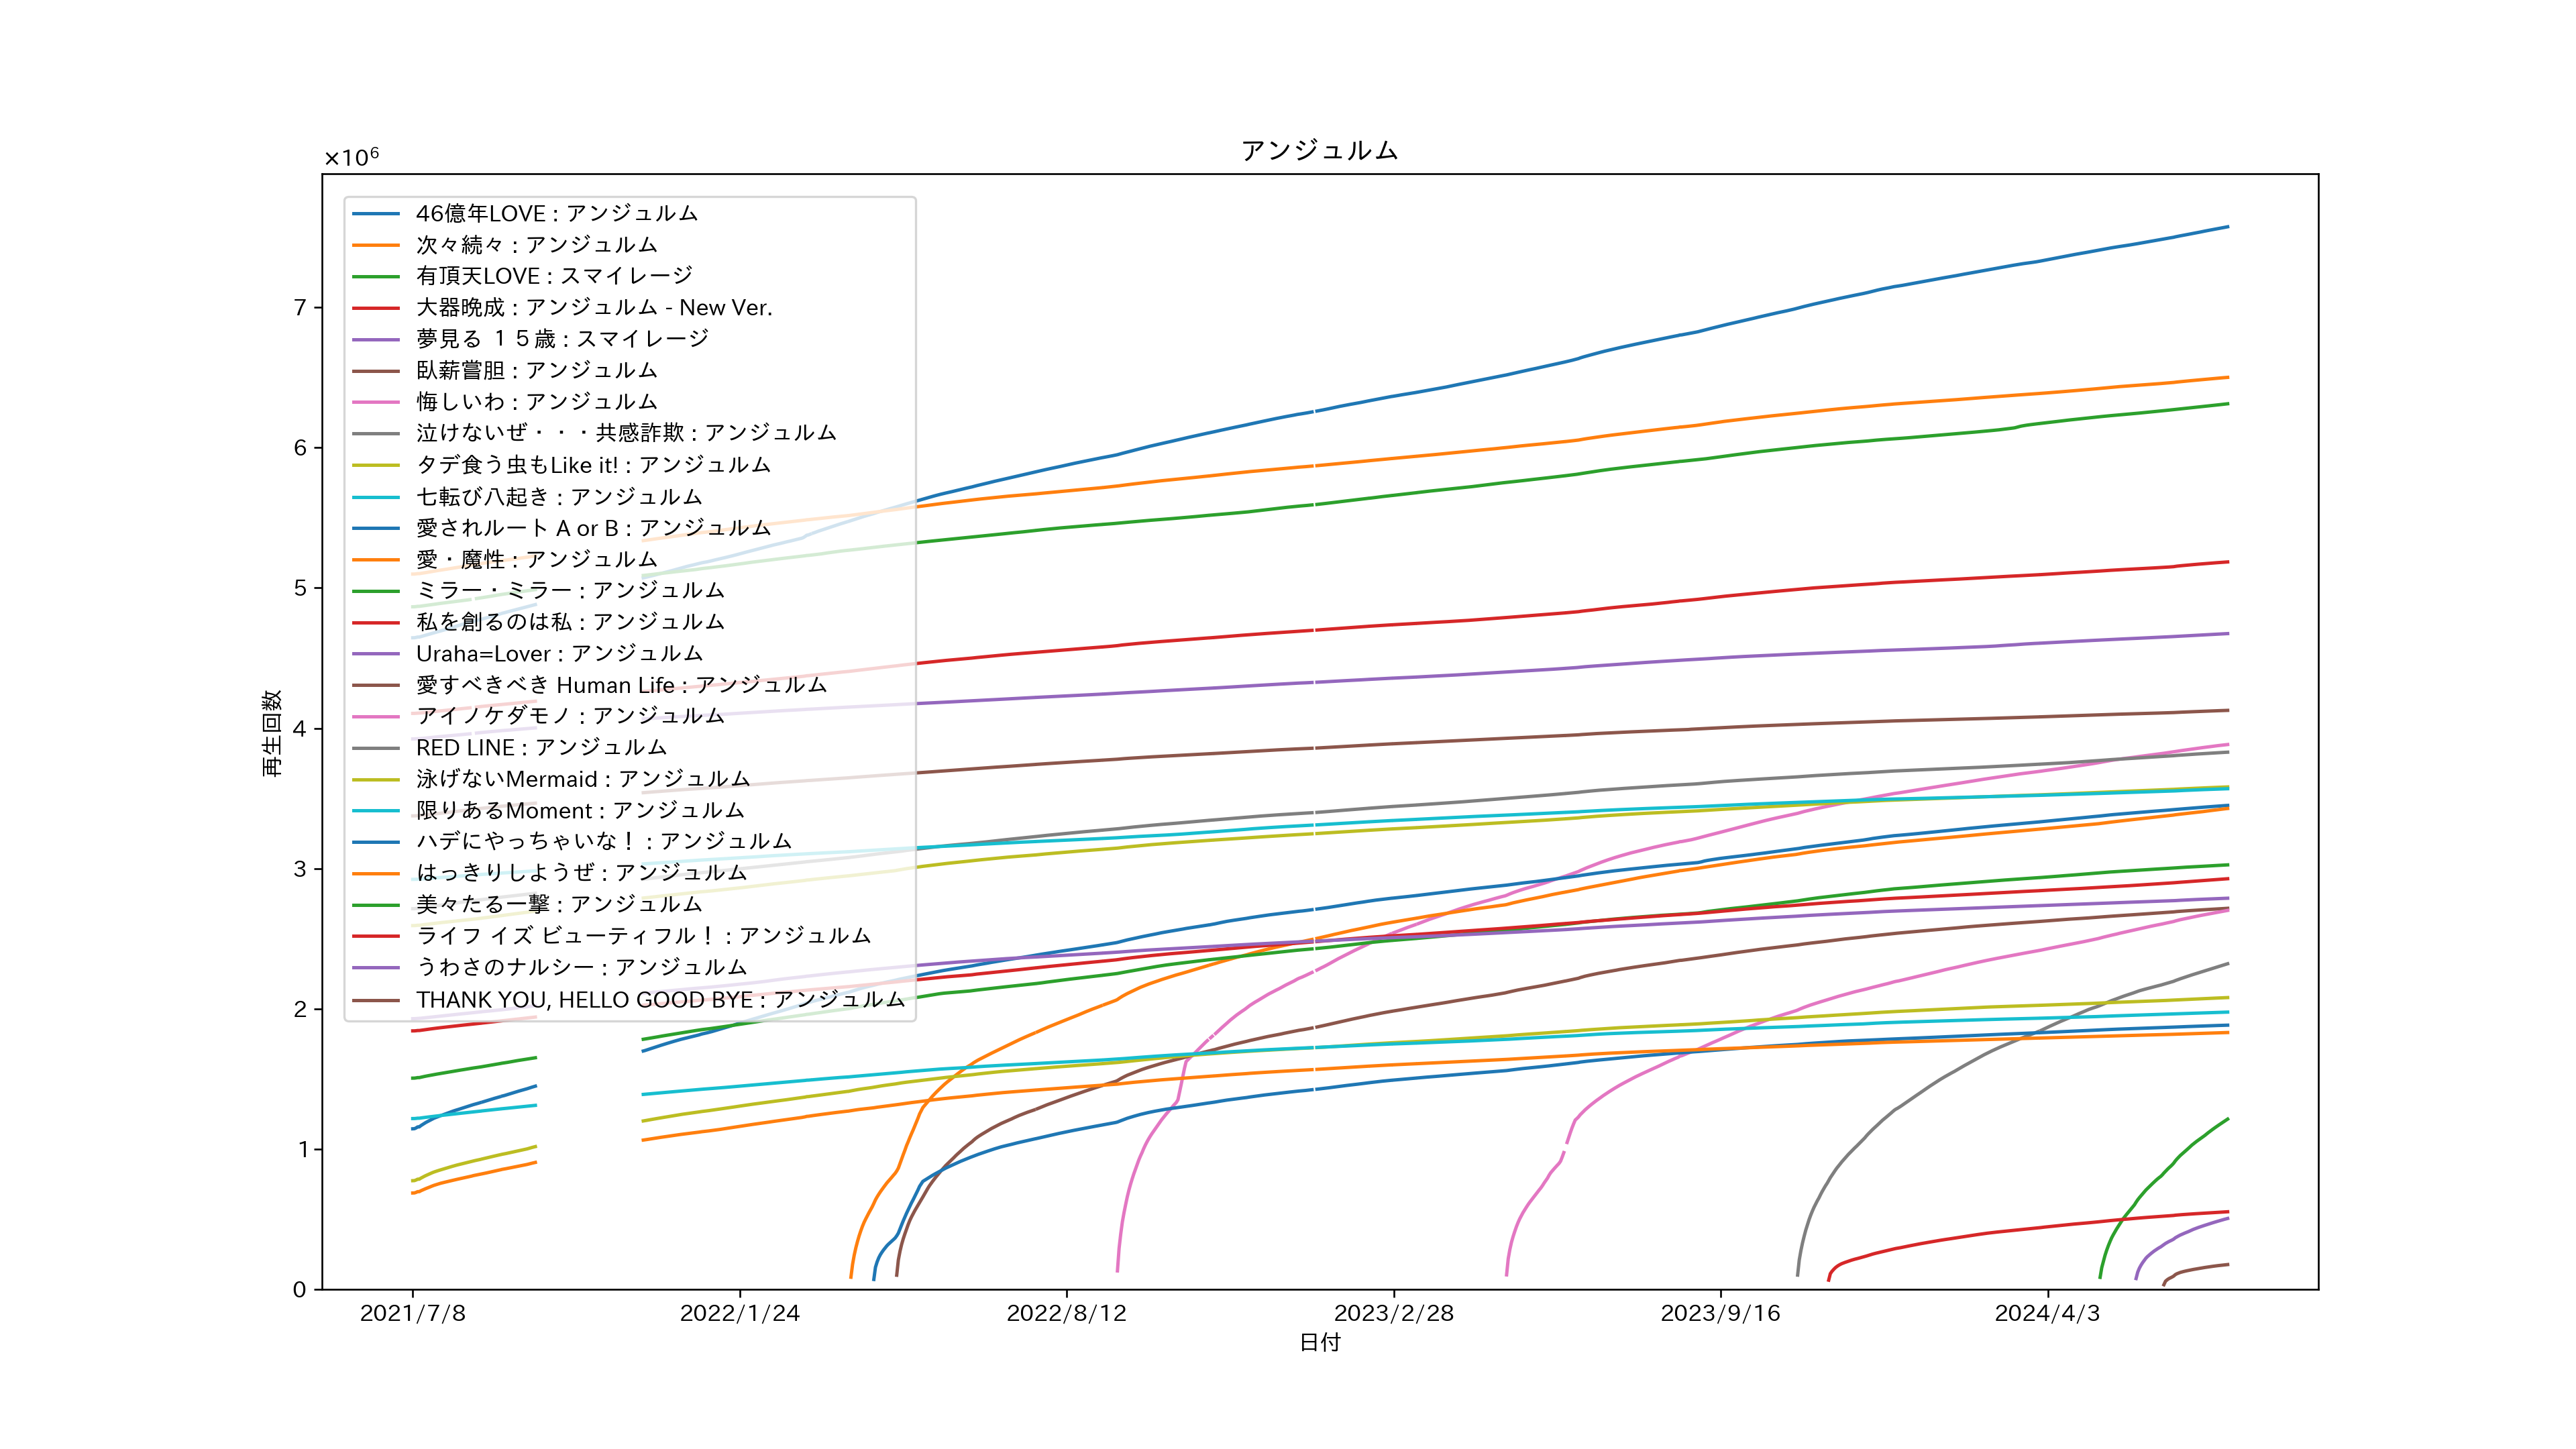 アンジュルム
×10⁶
46億年LOVE : アンジュルム
次々続々 : アンジュルム
有頂天LOVE : スマイレージ
大器晩成 : アンジュルム - New Ver.
夢見る １５歳 : スマイレージ
臥薪嘗胆 : アンジュルム
悔しいわ : アンジュルム
泣けないぜ・・・共感詐欺 : アンジュルム
タデ食う虫もLike it! : アンジュルム
七転び八起き : アンジュルム
愛されルート A or B : アンジュルム
愛・魔性 : アンジュルム
ミラー・ミラー : アンジュルム
私を創るのは私 : アンジュルム
Uraha=Lover : アンジュルム
愛すべきべき Human Life : アンジュルム
アイノケダモノ : アンジュルム
RED LINE : アンジュルム
泳げないMermaid : アンジュルム
限りあるMoment : アンジュルム
ハデにやっちゃいな！ : アンジュルム
はっきりしようぜ : アンジュルム
美々たる一撃 : アンジュルム
ライフ イズ ビューティフル！ : アンジュルム
うわさのナルシー : アンジュルム
THANK YOU, HELLO GOOD BYE : アンジュルム
再生回数
7
6
5
4
3
2
1
0
2021/7/8
2022/1/24
2022/8/12
2023/2/28
2023/9/16
2024/4/3
日付